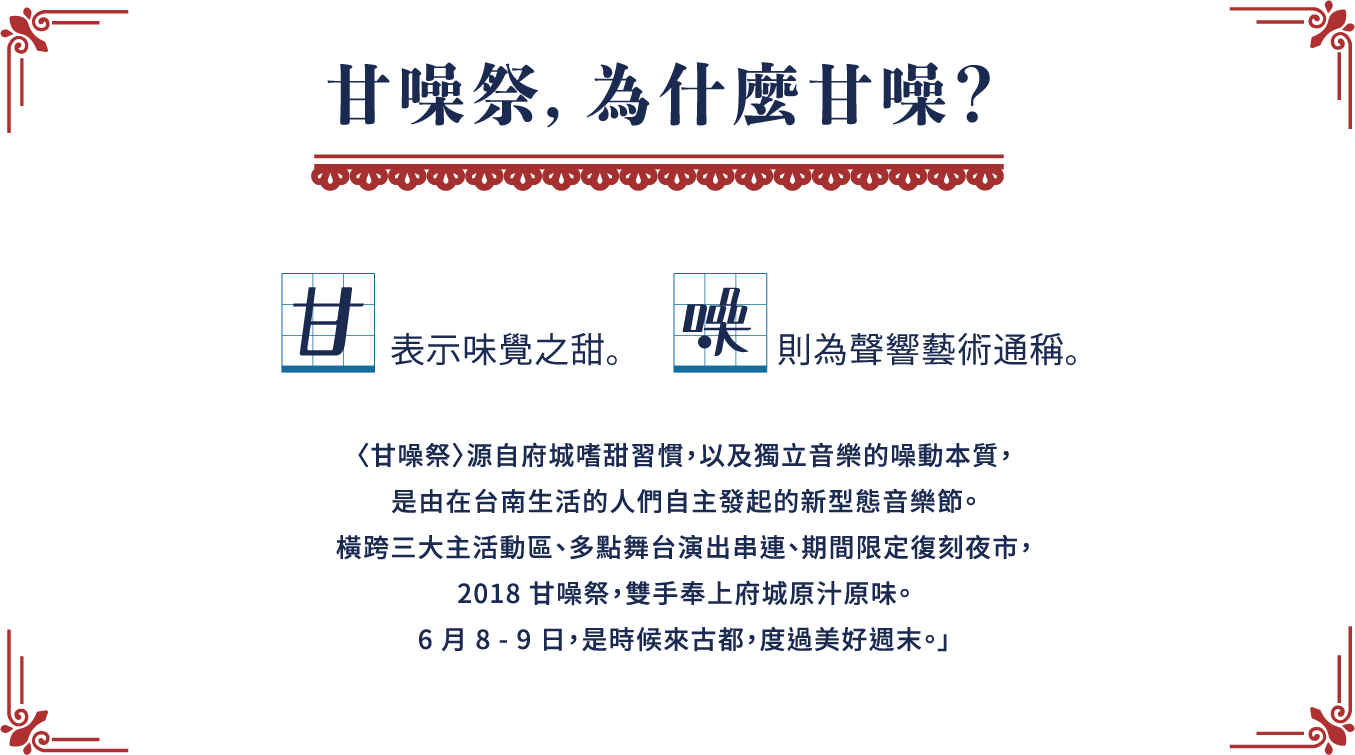 甘噪祭，為什麼甘噪？
甘 表示味覺之甜。 噪 則為聲響藝術通稱。
〈甘噪祭〉源自府城嗜甜習慣，以及獨立音樂的噪動本質，
是由在台南生活的人們自主發起的新型態音樂節。
橫跨三大主活動區、多點舞台演出串連、期間限定復刻夜市，
2018 甘噪祭，雙手奉上府城原汁原味。
6 月 8 - 9 日，是時候來古都，度過美好週末。」